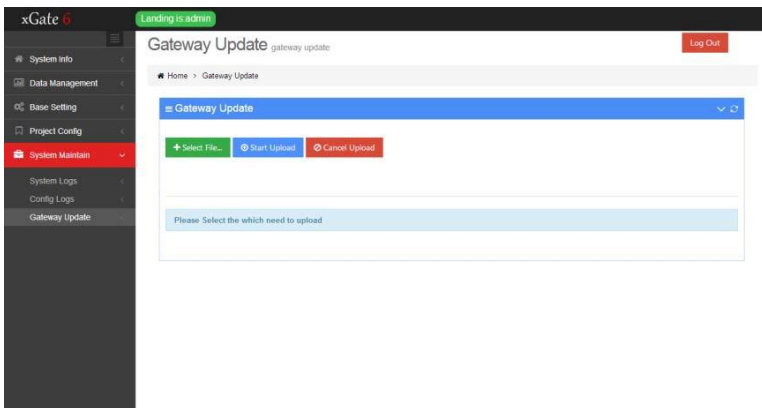 xGate 6
Landing is:admin
Gateway Update gateway update
Log Out
System Info
Data Management
Base Setting
Project Config
System Maintain
System Logs
Config Logs
Gateway Update
Home > Gateway Update
Gateway Update
Select File...
Start Upload
Cancel Upload
Please Select the which need to upload